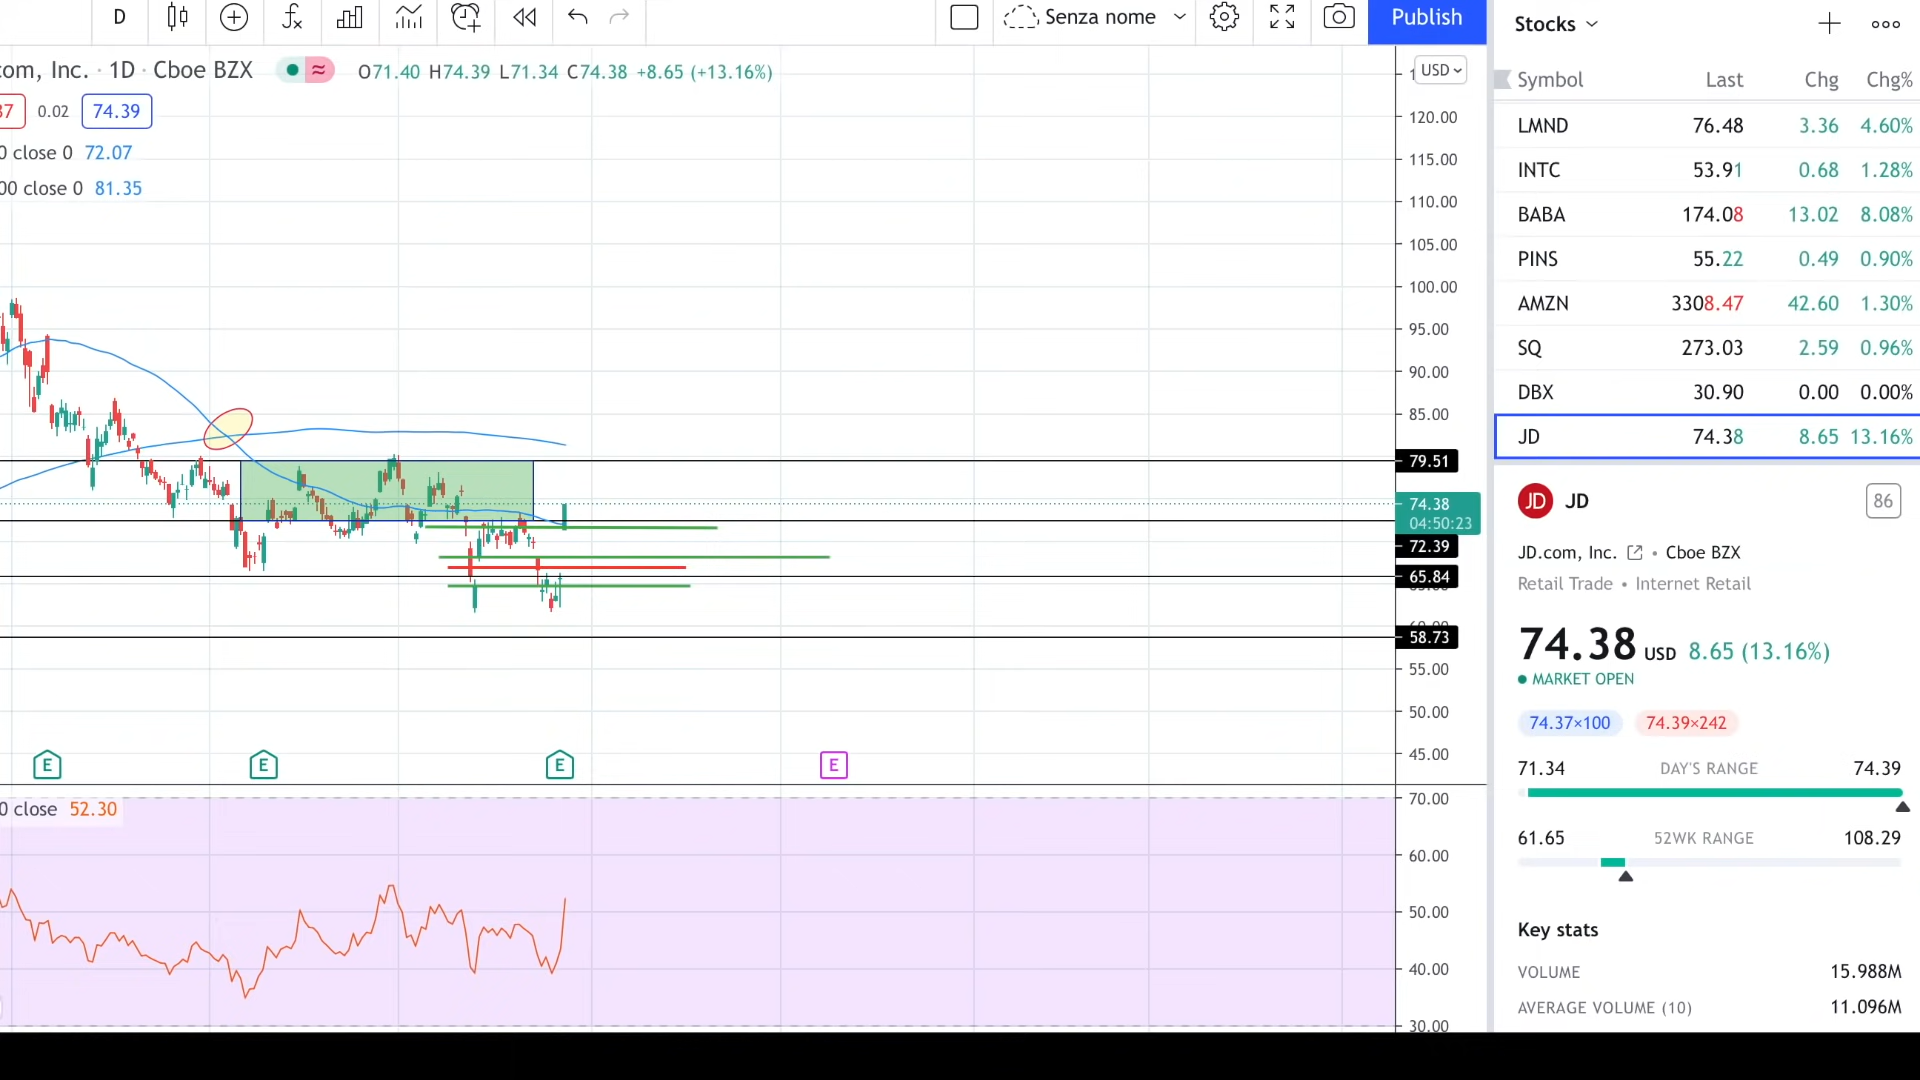 D
Senza nome
Publish
com, Inc. · 1D · Cboe BZX
≈
O71.40 H74.39 L71.34 C74.38 +8.65 (+13.16%)
37 0.02 74.39
0 close 0 72.07
00 close 0 81.35
USD
120.00
115.00
110.00
105.00
100.00
95.00
90.00
85.00
79.51
74.38
04:50:23
72.39
65.84
58.73
55.00
50.00
45.00
E E E E
0 close 52.30
70.00
60.00
50.00
40.00
30.00
Stocks
Symbol Last Chg Chg%
LMND 76.48 3.36 4.60%
INTC 53.91 0.68 1.28%
BABA 174.08 13.02 8.08%
PINS 55.22 0.49 0.90%
AMZN 3308.47 42.60 1.30%
SQ 273.03 2.59 0.96%
DBX 30.90 0.00 0.00%
JD 74.38 8.65 13.16%
JD JD 86
JD.com, Inc. • Cboe BZX
Retail Trade • Internet Retail
74.38 USD 8.65 (13.16%)
MARKET OPEN
74.37×100 74.39×242
71.34 DAY'S RANGE 74.39
61.65 52WK RANGE 108.29
Key stats
VOLUME 15.988M
AVERAGE VOLUME (10) 11.096M